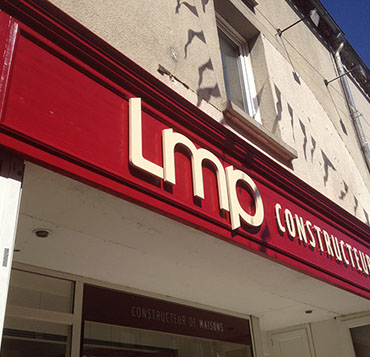 Lmp CONSTRUCTEUR
CONSTRUCTEUR DE MAISONS